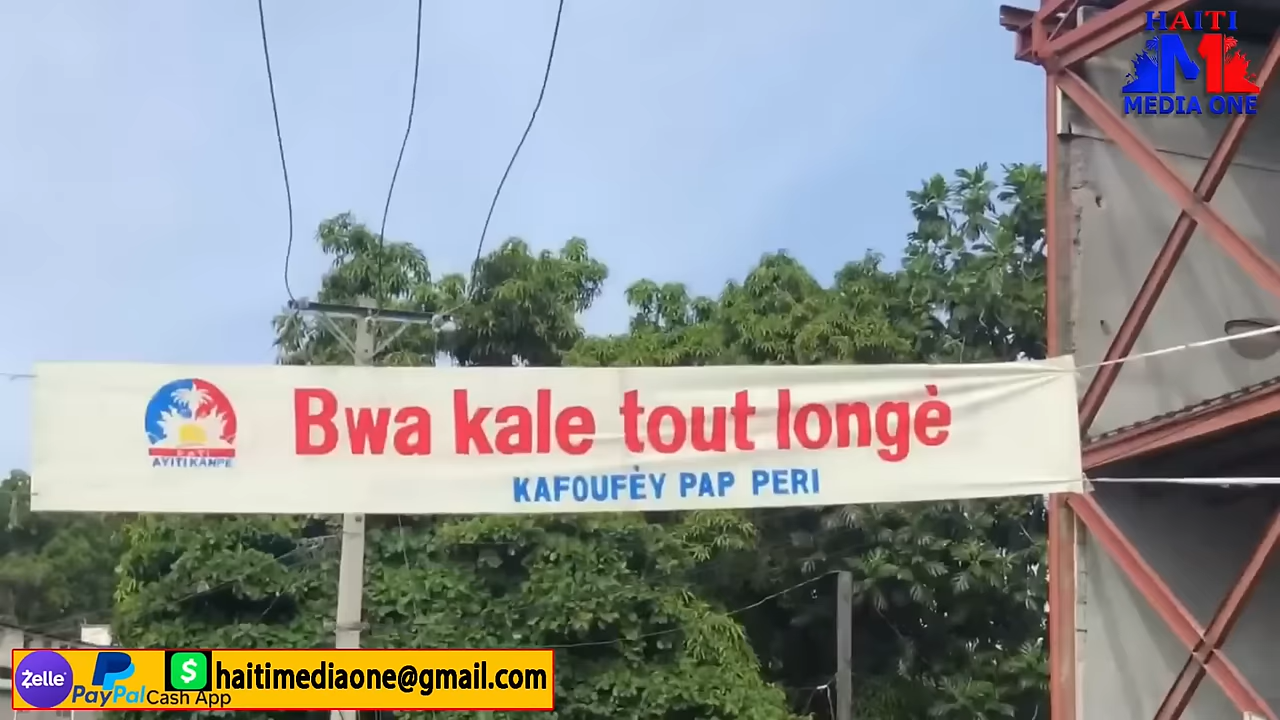 HAITI
M1
MEDIA ONE
Bwa kale tout longè
PATI
AYITI KANPE
KAFOUFÈY PAP PERI
Zelle
PayPal
$
Cash App
haitimediaone@gmail.com